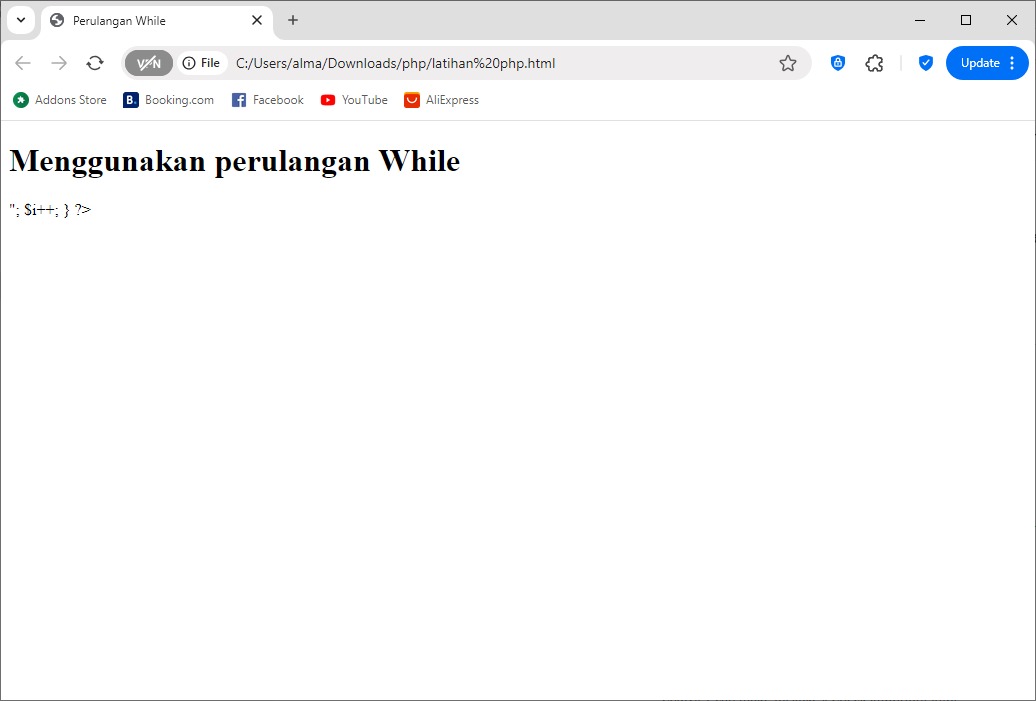 Perulangan While
VPN File C:/Users/alma/Downloads/php/latihan%20php.html Update
Addons Store B. Booking.com Facebook YouTube AliExpress
Menggunakan perulangan While
"; $i++; } ?>